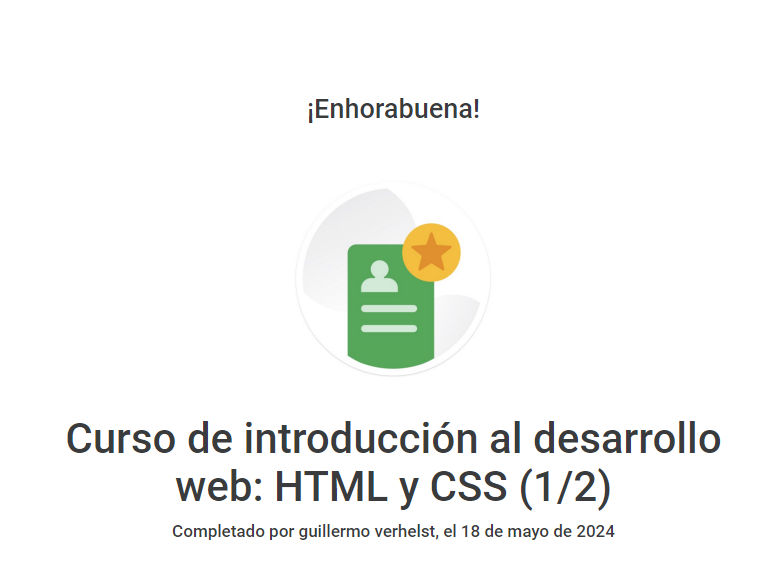 ¡Enhorabuena!
Curso de introducción al desarrollo
web: HTML y CSS (1/2)
Completado por guillermo verhelst, el 18 de mayo de 2024